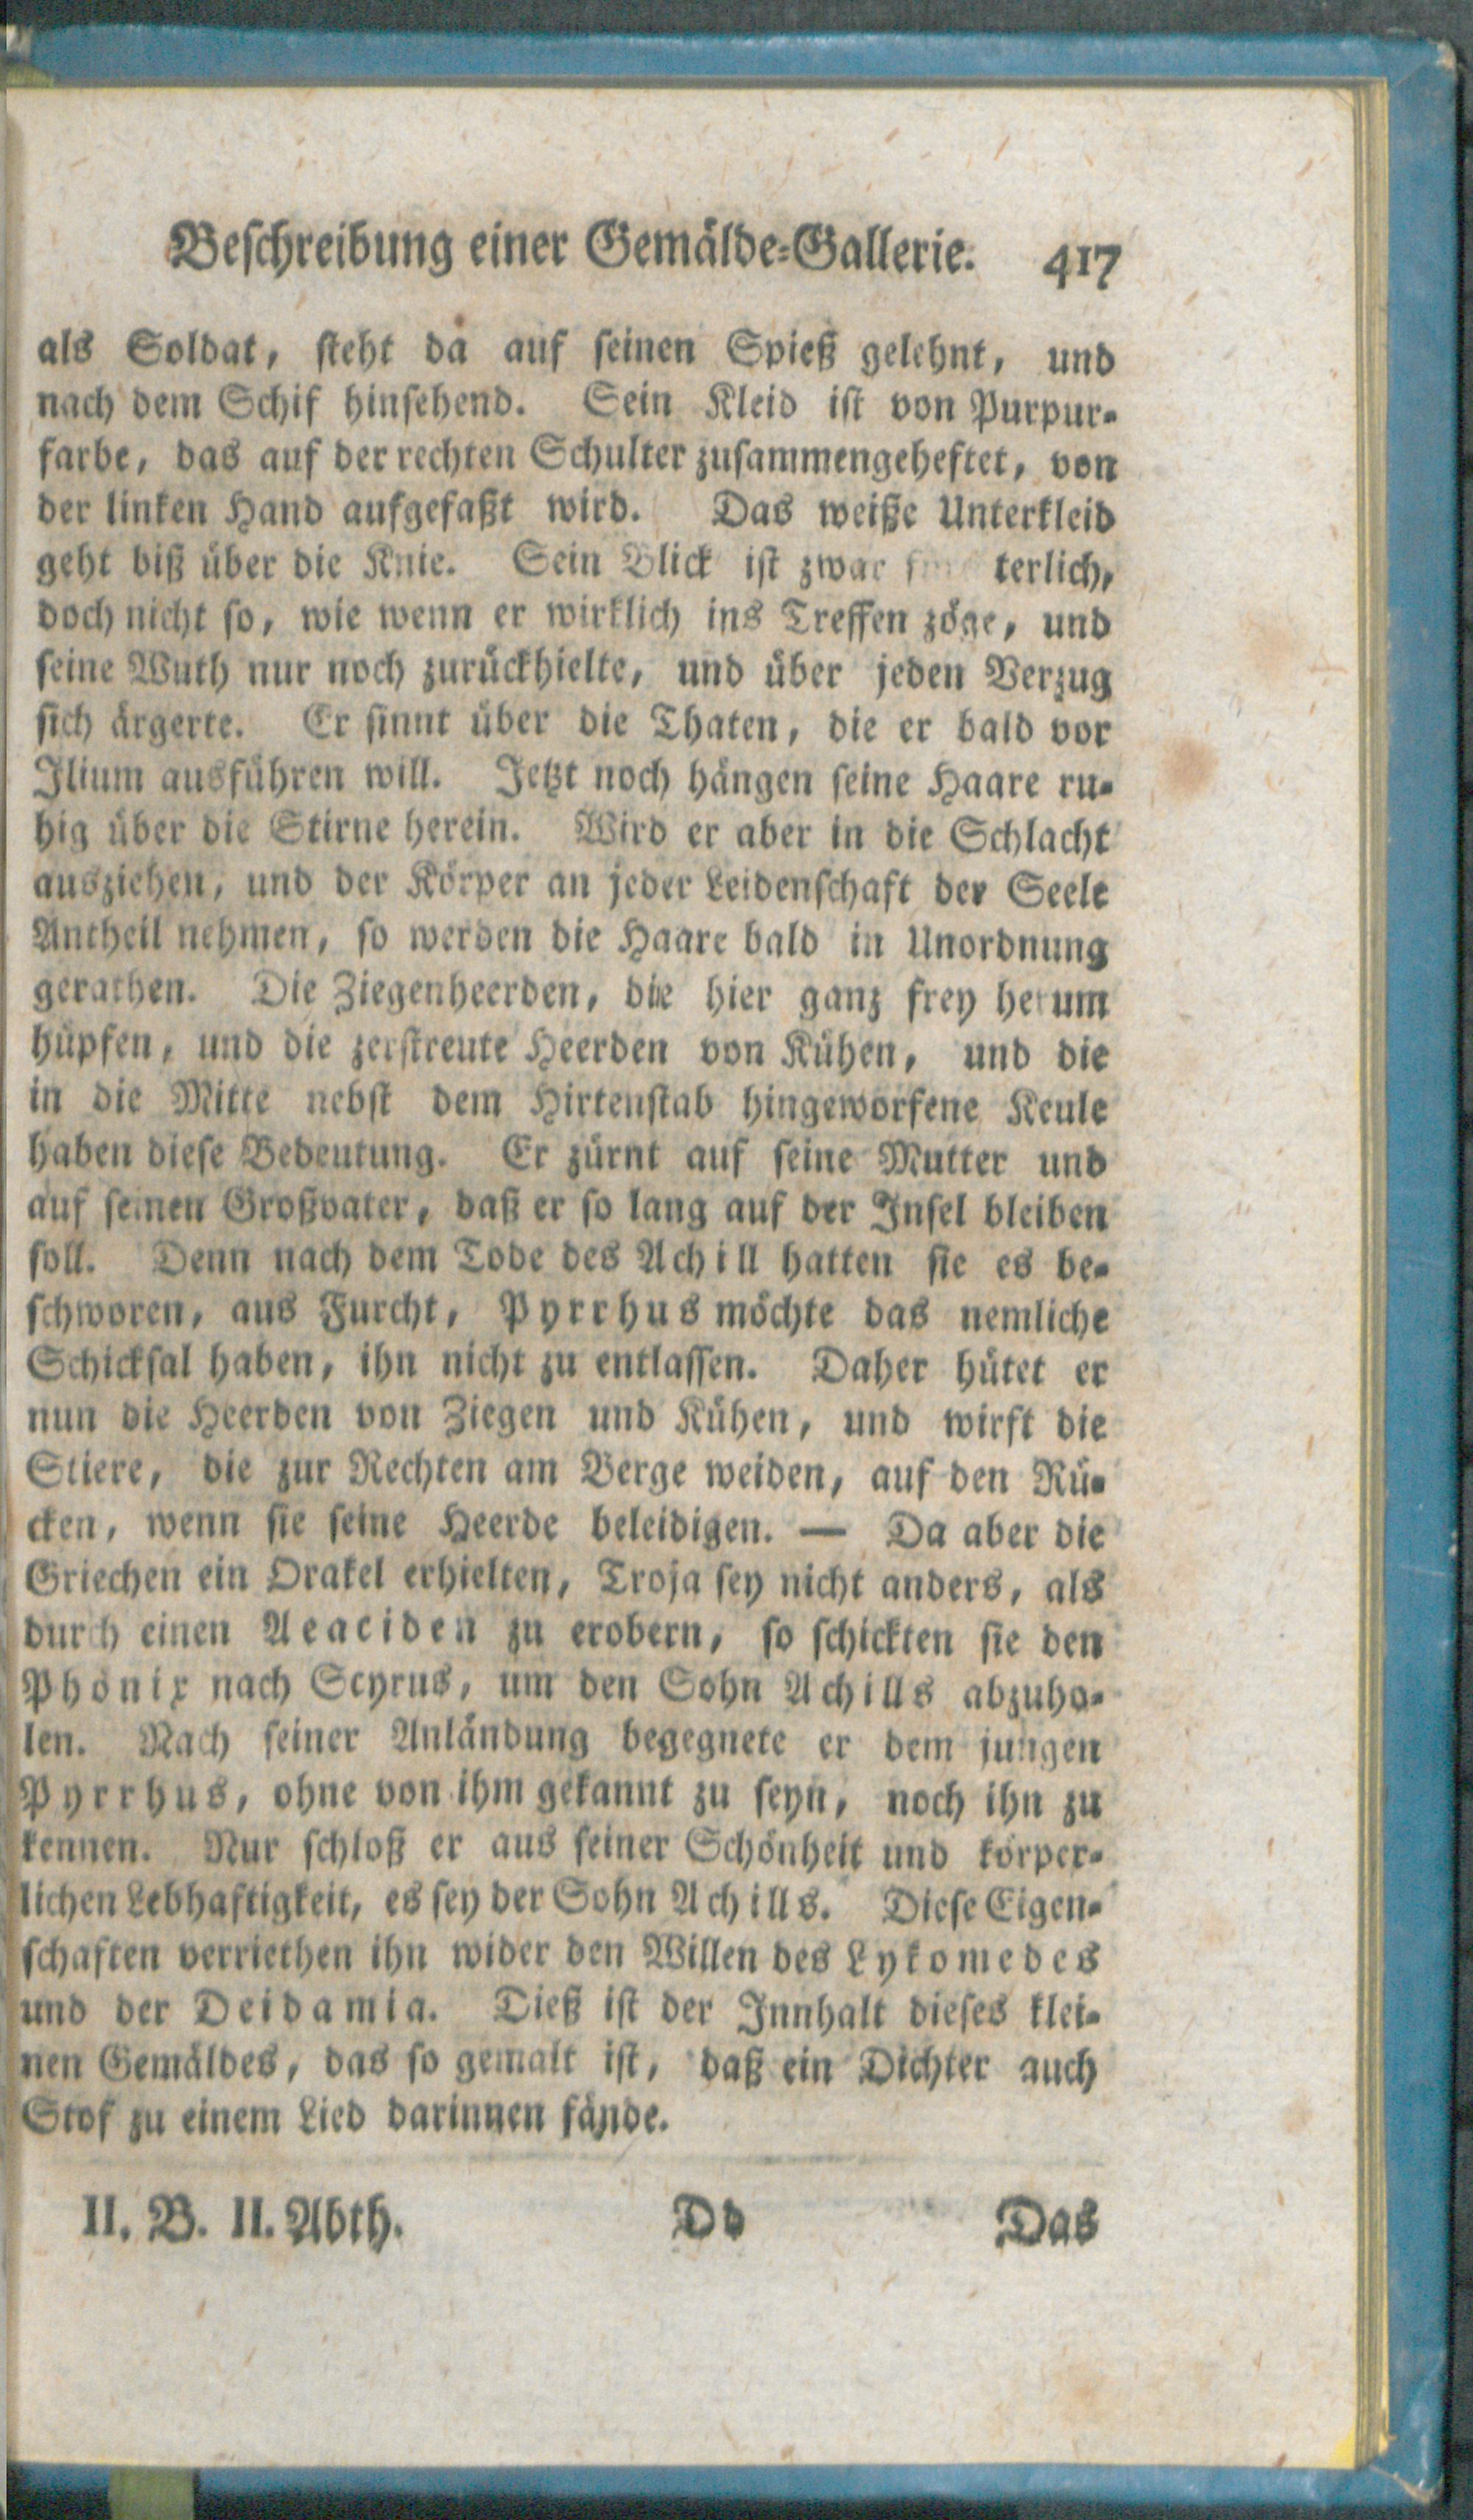 Beschreibung einer Gemälde-Gallerie. 417
als Soldat, steht da auf seinen Spieß gelehnt, und
nach dem Schif hinsehend. Sein Kleid ist von Purpur-
farbe, das auf der rechten Schulter zusammengeheftet, von
der linken Hand aufgefaßt wird. Das weiße Unterkleid
geht biß über die Knie. Sein Blick ist zwar
doch nicht so, wie wenn er wirklich ins Treffen zöge, und
seine Wuth nur noch zurückhielte, und über jeden Verzug
sich ärgerte. Er sinnt über die Thaten, die er bald vor
Ilium ausführen will. Jetzt noch hängen seine Haare ru-
hig über die Stirne herein. Wird er aber in die Schlacht
ausziehen, und der Körper an jeder Leidenschaft der Seele
Antheil nehmen, so werden die Haare bald in Unordnung
gerathen. Die Ziegenheerden, die hier ganz frey herum
hüpfen, und die zerstreute Heerden von Kühen, und die
in die Mitte nebst dem Hirtenstab hingeworfene Keule
haben diese Bedeutung. Er zürnt auf seine Mutter und
auf seinen Großvater, daß er so lang auf der Insel bleiben
soll. Denn nach dem Tode des Achill hatten sie es be-
schworen, aus Furcht, Pyrrhus möchte das nemliche
Schicksal haben, ihn nicht zu entlassen. Daher hütet er
nun die Heerden von Ziegen und Kühen, und wirft die
Stiere, die zur Rechten am Berge weiden, auf den Rü-
cken, wenn sie seine Heerde beleidigen. — Da aber die
Griechen ein Orakel erhielten, Troja sey nicht anders, als
durch einen Aeaciden zu erobern, so schickten sie den
Phönix nach Scyrus, um den Sohn Achills abzuho-
len. Nach seiner Anländung begegnete er dem jungen
Pyrrhus, ohne von ihm gekannt zu seyn, noch ihn zu
kennen. Nur schloß er aus seiner Schönheit und körper-
lichen Lebhaftigkeit, es sey der Sohn Achills. Diese Eigen-
schaften verriethen ihn wider den Willen des Lykomedes
und der Deidamia. Dieß ist der Innhalt dieses klei-
nen Gemäldes, das so gemalt ist, daß ein Dichter auch
Stof zu einem Lied darinnen fände.
II. B. II. Abth. Dd Das